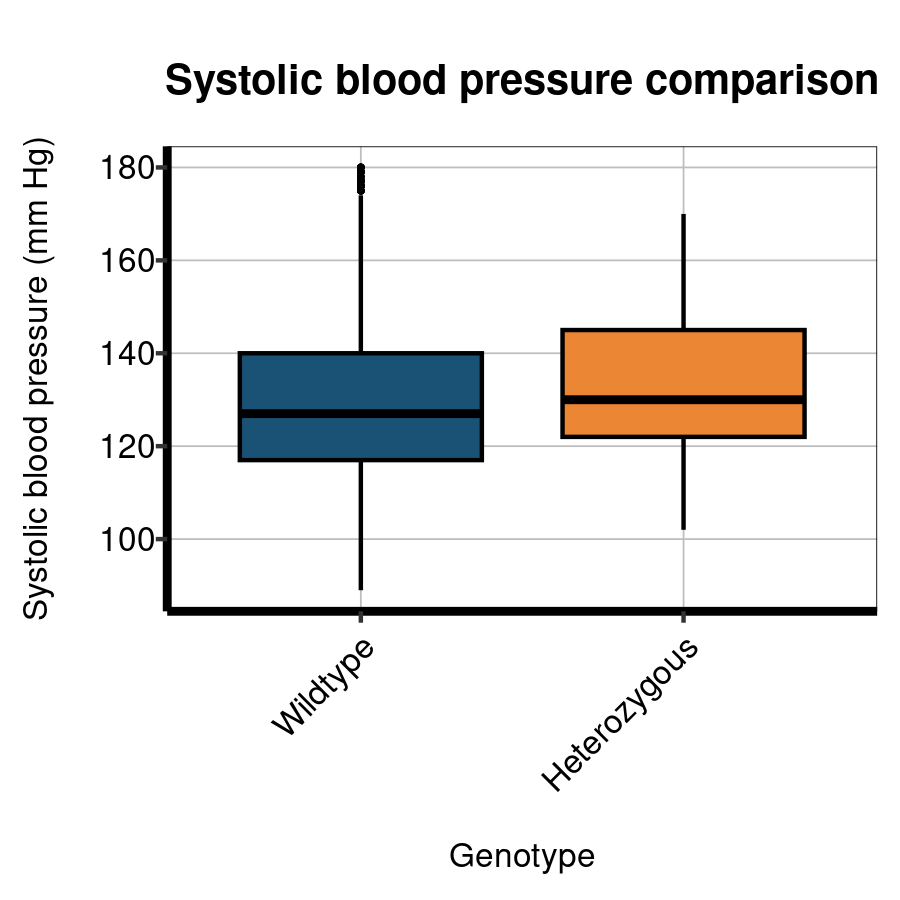 Systolic blood pressure comparison
Systolic blood pressure (mm Hg)
180
160
140
120
100
Wildtype
Heterozygous
Genotype